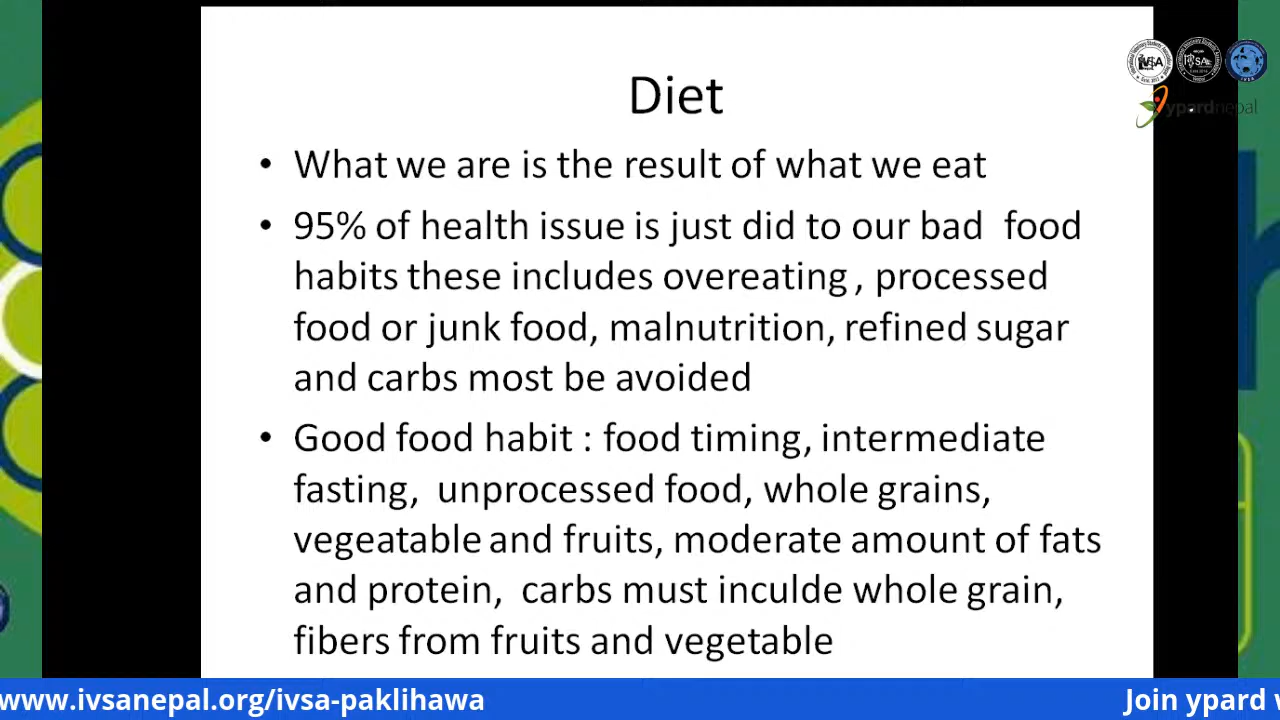 Diet
• What we are is the result of what we eat
• 95% of health issue is just did to our bad food
habits these includes overeating , processed
food or junk food, malnutrition, refined sugar
and carbs most be avoided
• Good food habit : food timing, intermediate
fasting, unprocessed food, whole grains,
vegeatable and fruits, moderate amount of fats
and protein, carbs must inculde whole grain,
fibers from fruits and vegetable
ypardnepal
www.ivsanepal.org/ivsa-paklihawa
Join ypard